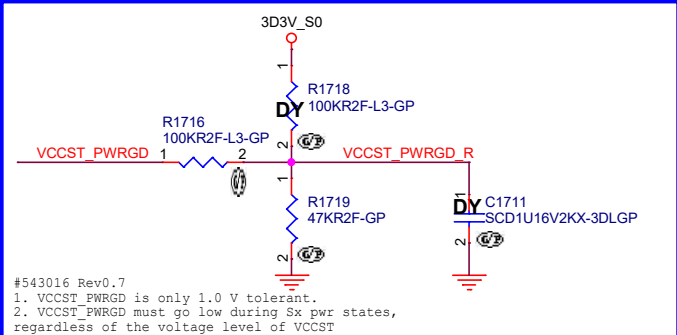 3D3V_S0
1
R1718
100KR2F-L3-GP
DY
2
G/P
R1716
100KR2F-L3-GP
VCCST_PWRGD
1
2
G/P
VCCST_PWRGD_R
1
R1719
47KR2F-GP
2
G/P
1
DY
C1711
SCD1U16V2KX-3DLGP
2
G/P
#543016 Rev0.7
1. VCCST_PWRGD is only 1.0 V tolerant.
2. VCCST_PWRGD must go low during Sx pwr states,
regardless of the voltage level of VCCST